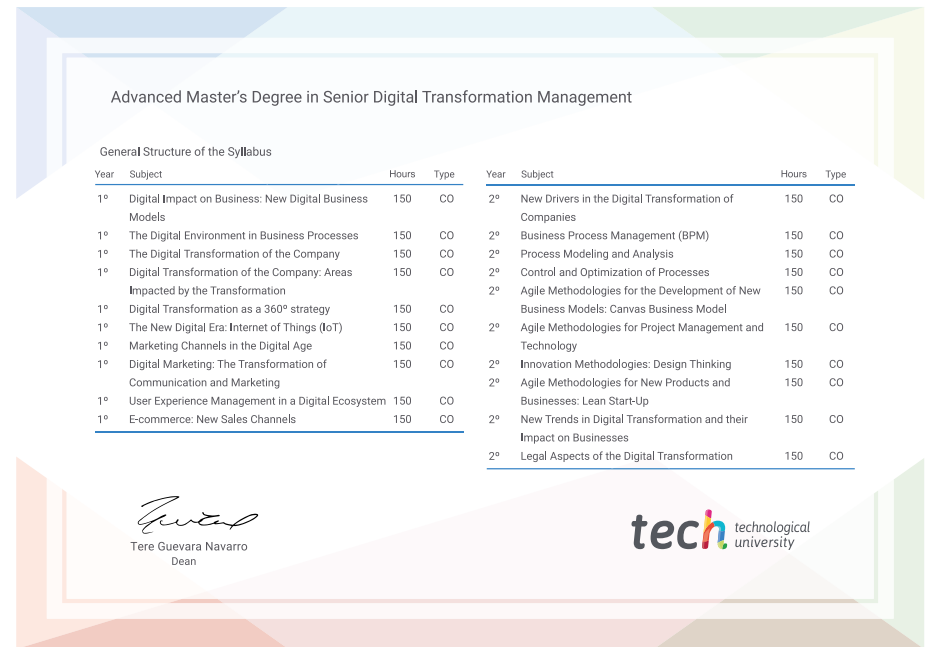 Advanced Master's Degree in Senior Digital Transformation Management
General Structure of the Syllabus
Year Subject Hours Type
1º Digital Impact on Business: New Digital Business 150 CO
Models
1º The Digital Environment in Business Processes 150 CO
1º The Digital Transformation of the Company 150 CO
1º Digital Transformation of the Company: Areas 150 CO
Impacted by the Transformation
1º Digital Transformation as a 360º strategy 150 CO
1º The New Digital Era: Internet of Things (IoT) 150 CO
1º Marketing Channels in the Digital Age 150 CO
1º Digital Marketing: The Transformation of 150 CO
Communication and Marketing
1º User Experience Management in a Digital Ecosystem 150 CO
1º E-commerce: New Sales Channels 150 CO
Year Subject Hours Type
2º New Drivers in the Digital Transformation of 150 CO
Companies
2º Business Process Management (BPM) 150 CO
2º Process Modeling and Analysis 150 CO
2º Control and Optimization of Processes 150 CO
2º Agile Methodologies for the Development of New 150 CO
Business Models: Canvas Business Model
2º Agile Methodologies for Project Management and 150 CO
Technology
2º Innovation Methodologies: Design Thinking 150 CO
2º Agile Methodologies for New Products and 150 CO
Businesses: Lean Start-Up
2º New Trends in Digital Transformation and their 150 CO
Impact on Businesses
2º Legal Aspects of the Digital Transformation 150 CO
Tere Guevara Navarro
Dean
tech technological
university